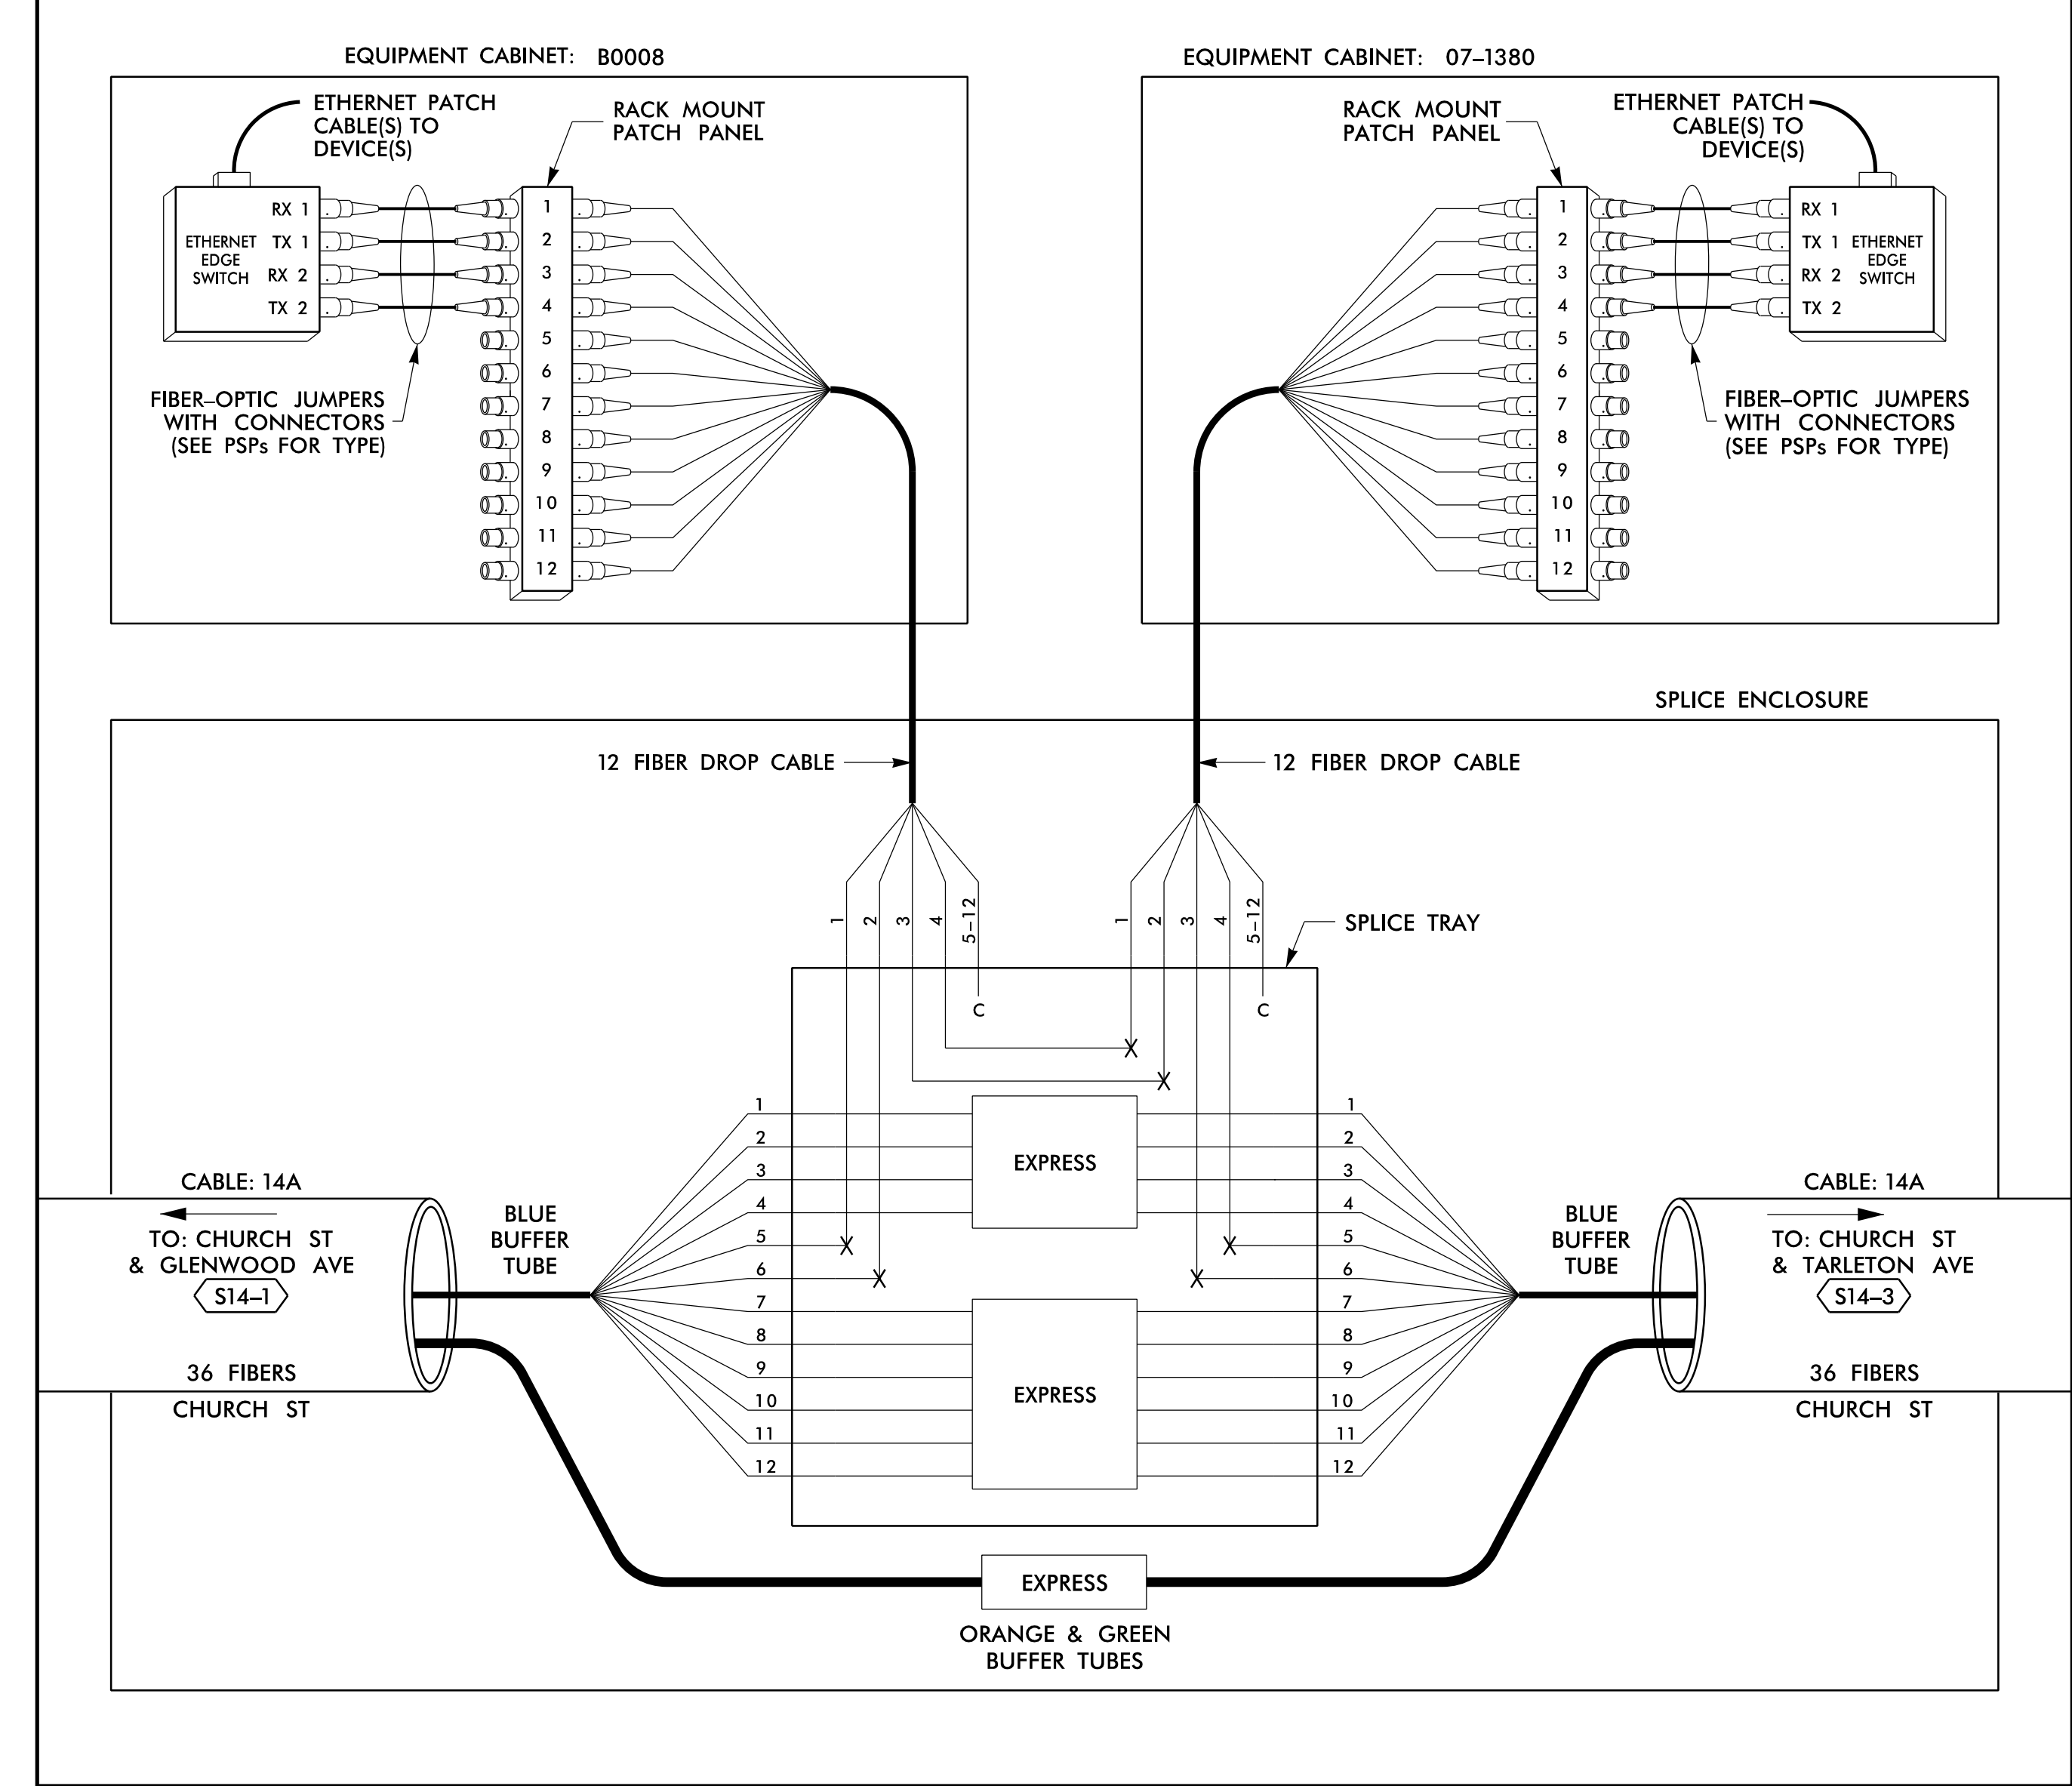 EQUIPMENT CABINET: B0008
ETHERNET PATCH
CABLE(S) TO
DEVICE(S)
RACK MOUNT
PATCH PANEL
ETHERNET
EDGE
SWITCH
RX 1
TX 1
RX 2
TX 2
1
2
3
4
5
6
7
8
9
10
11
12
FIBER–OPTIC JUMPERS
WITH CONNECTORS
(SEE PSPs FOR TYPE)
EQUIPMENT CABINET: 07–1380
RACK MOUNT
PATCH PANEL
ETHERNET PATCH
CABLE(S) TO
DEVICE(S)
1
2
3
4
5
6
7
8
9
10
11
12
RX 1
TX 1
RX 2
TX 2
ETHERNET
EDGE
SWITCH
FIBER–OPTIC JUMPERS
WITH CONNECTORS
(SEE PSPs FOR TYPE)
SPLICE ENCLOSURE
12 FIBER DROP CABLE
12 FIBER DROP CABLE
1
2
3
4
5–12
1
2
3
4
5–12
SPLICE TRAY
C
C
CABLE: 14A
TO: CHURCH ST
& GLENWOOD AVE
S14–1
36 FIBERS
CHURCH ST
BLUE
BUFFER
TUBE
1
2
3
4
5
6
7
8
9
10
11
12
EXPRESS
EXPRESS
1
2
3
4
5
6
7
8
9
10
11
12
BLUE
BUFFER
TUBE
CABLE: 14A
TO: CHURCH ST
& TARLETON AVE
S14–3
36 FIBERS
CHURCH ST
EXPRESS
ORANGE & GREEN
BUFFER TUBES